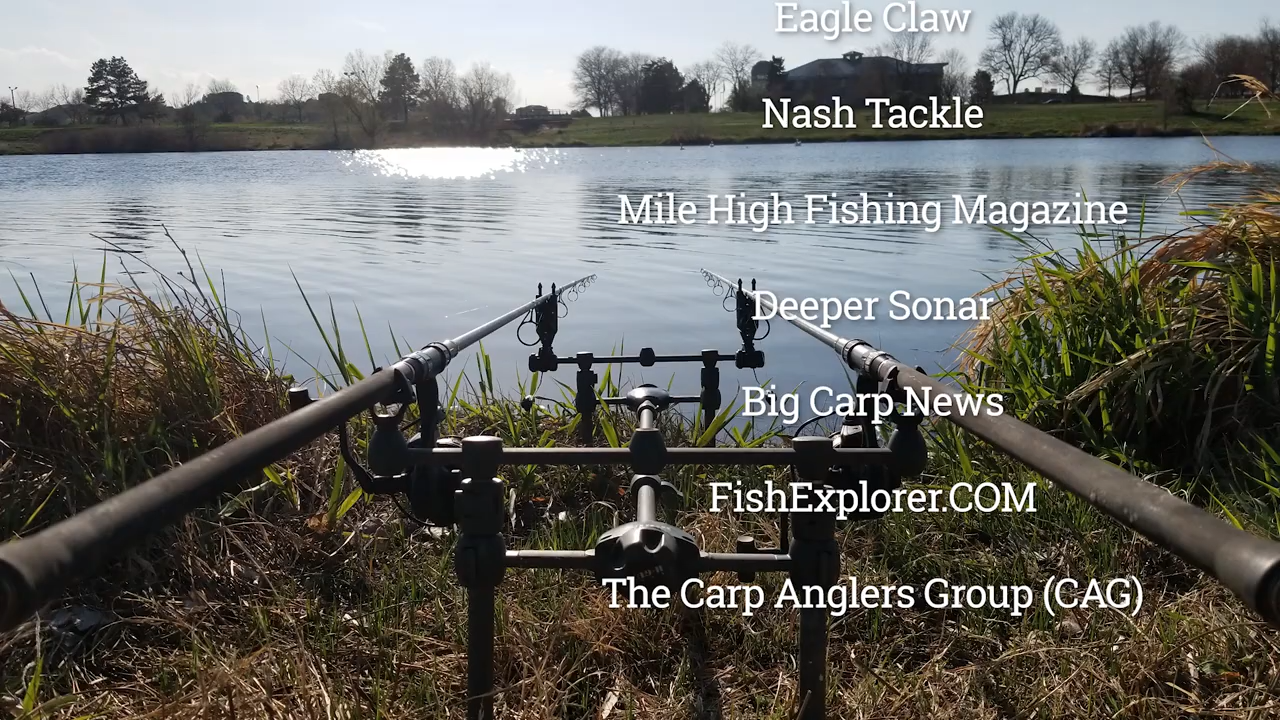 Eagle Claw
Nash Tackle
Mile High Fishing Magazine
Deeper Sonar
Big Carp News
FishExplorer.COM
The Carp Anglers Group (CAG)